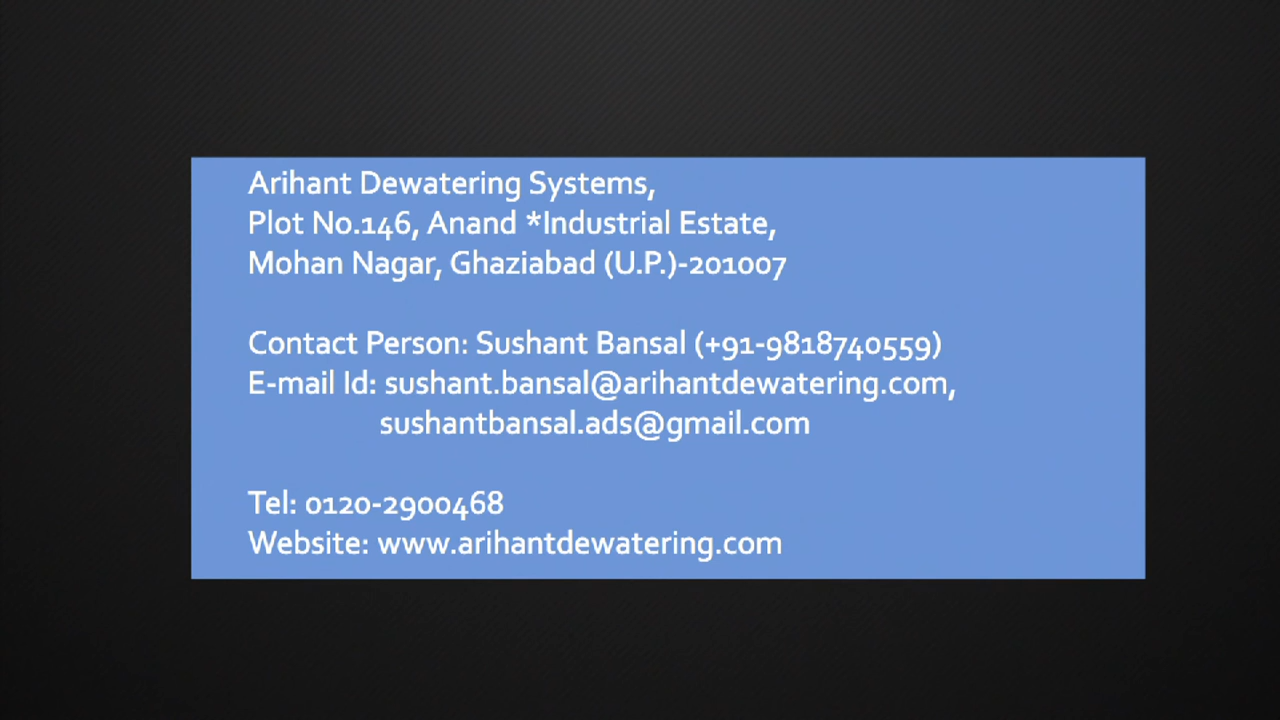 Arihant Dewatering Systems,
Plot No.146, Anand *Industrial Estate,
Mohan Nagar, Ghaziabad (U.P.)-201007
Contact Person: Sushant Bansal (+91-9818740559)
E-mail Id: sushant.bansal@arihantdewatering.com,
sushantbansal.ads@gmail.com
Tel: 0120-2900468
Website: www.arihantdewatering.com